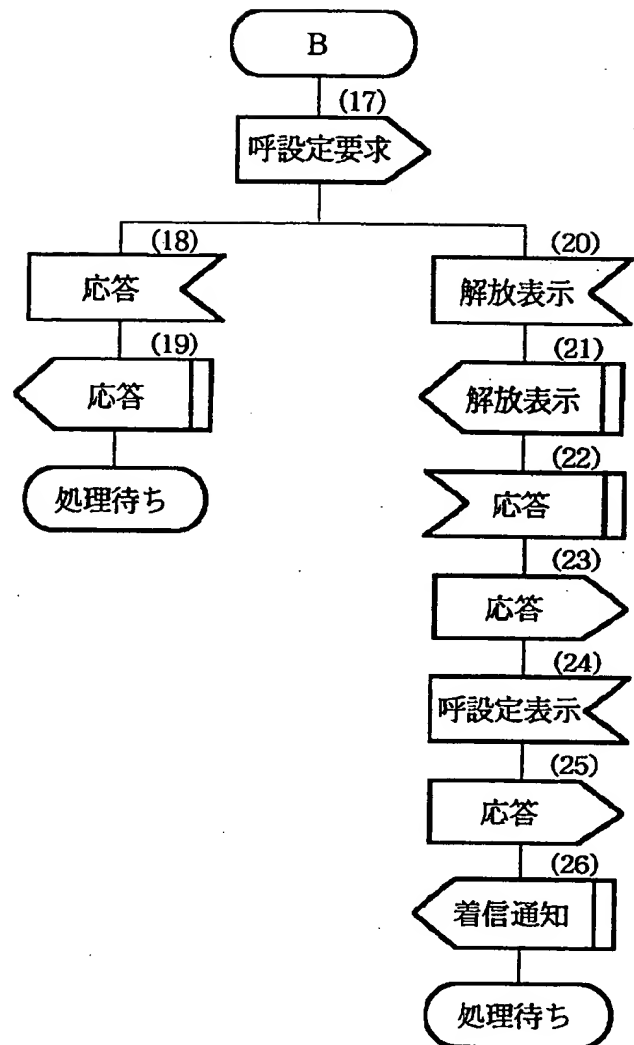 B
(17)
呼設定要求
(18)
応答
(19)
応答
処理待ち
(20)
解放表示
(21)
解放表示
(22)
応答
(23)
応答
(24)
呼設定表示
(25)
応答
(26)
着信通知
処理待ち